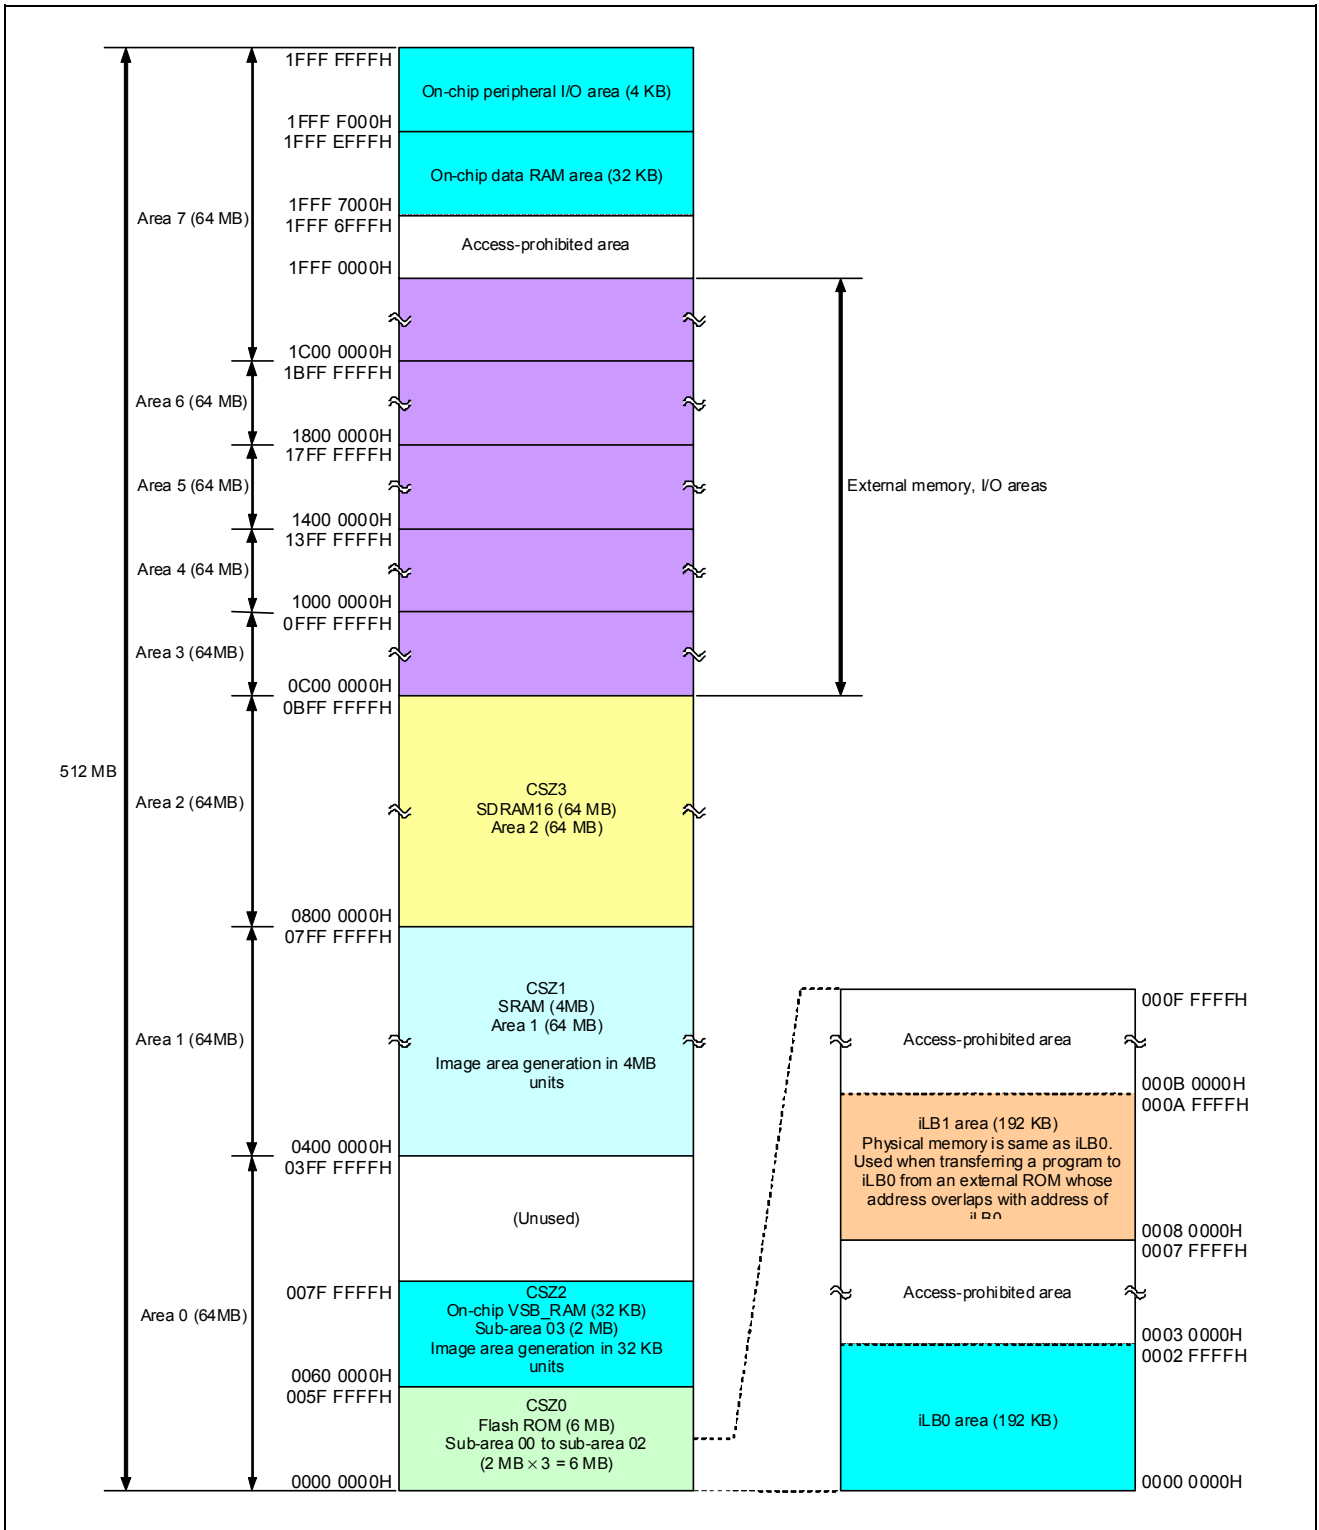 1FFF FFFFH
On-chip peripheral I/O area (4 KB)
1FFF F000H
1FFF EFFFH
On-chip data RAM area (32 KB)
1FFF 7000H
1FFF 6FFFH
Area 7 (64 MB)
Access-prohibited area
1FFF 0000H
1C00 0000H
1BFF FFFFH
Area 6 (64 MB)
1800 0000H
17FF FFFFH
Area 5 (64 MB)
External memory, I/O areas
1400 0000H
13FF FFFFH
Area 4 (64 MB)
1000 0000H
0FFF FFFFH
Area 3 (64MB)
0C00 0000H
0BFF FFFFH
512 MB
Area 2 (64MB)
CSZ3
SDRAM16 (64 MB)
Area 2 (64 MB)
0800 0000H
07FF FFFFH
Area 1 (64MB)
CSZ1
SRAM (4MB)
Area 1 (64 MB)
Image area generation in 4MB
units
0400 0000H
03FF FFFFH
(Unused)
Area 0 (64MB)
007F FFFFH
CSZ2
On-chip VSB_RAM (32 KB)
Sub-area 03 (2 MB)
Image area generation in 32 KB
units
0060 0000H
005F FFFFH
CSZ0
Flash ROM (6 MB)
Sub-area 00 to sub-area 02
(2 MB × 3 = 6 MB)
0000 0000H
000F FFFFH
Access-prohibited area
000B 0000H
000A FFFFH
iLB1 area (192 KB)
Physical memory is same as iLB0.
Used when transferring a program to
iLB0 from an external ROM whose
address overlaps with address of
iLB0.
0008 0000H
0007 FFFFH
Access-prohibited area
0003 0000H
0002 FFFFH
iLB0 area (192 KB)
0000 0000H